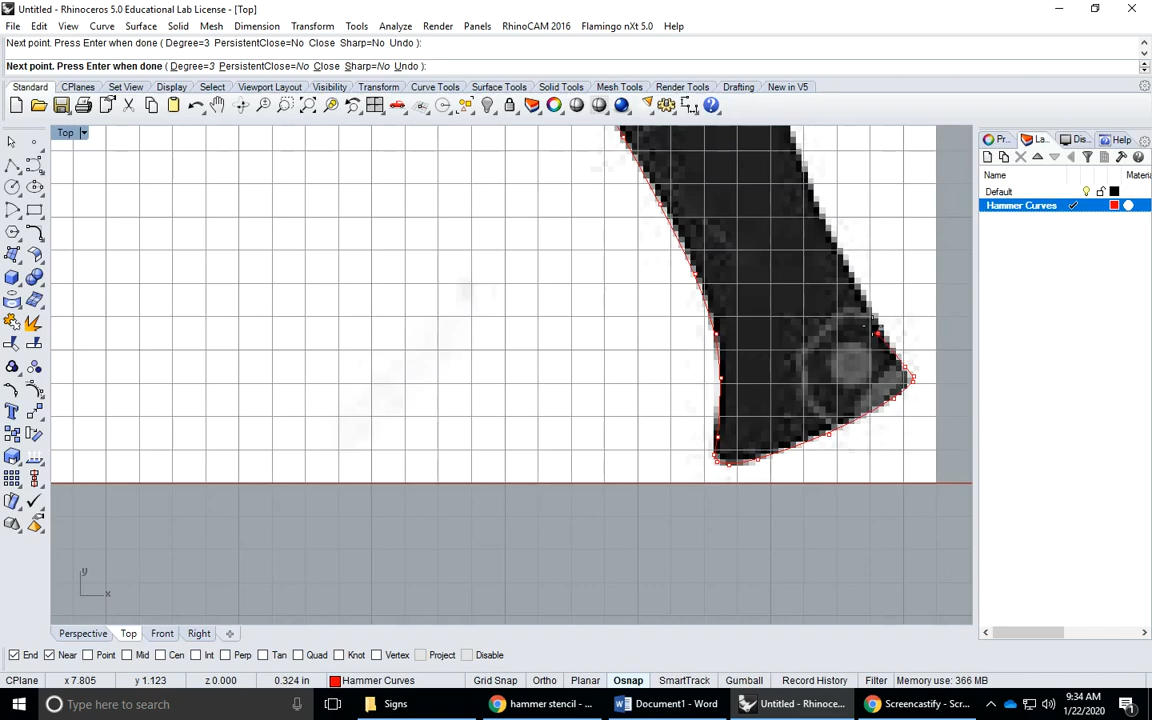 Untitled - Rhinoceros 5.0 Educational Lab License - [Top]
File Edit View Curve Surface Solid Mesh Dimension Transform Tools Analyze Render Panels RhinoCAM 2016 Flamingo nXt 5.0 Help
Next point. Press Enter when done ( Degree=3 PersistentClose=No Close Sharp=No Undo ):
Next point. Press Enter when done ( Degree=3 PersistentClose=No Close Sharp=No Undo ):
Standard CPlanes Set View Display Select Viewport Layout Visibility Transform Curve Tools Surface Tools Solid Tools Mesh Tools Render Tools Drafting New in V5
Top
Pr... La... Dis... Help
Name Materia
Default
Hammer Curves
y
x
Perspective Top Front Right
End Near Point Mid Cen Int Perp Tan Quad Knot Vertex Project Disable
CPlane x 7.805 y 1.123 z 0.000 0.324 in Hammer Curves Grid Snap Ortho Planar Osnap SmartTrack Gumball Record History Filter Memory use: 366 MB
Type here to search Signs hammer stencil - ... Document1 - Word Untitled - Rhinoce... Screencastify - Scr... 9:34 AM
1/22/2020 1